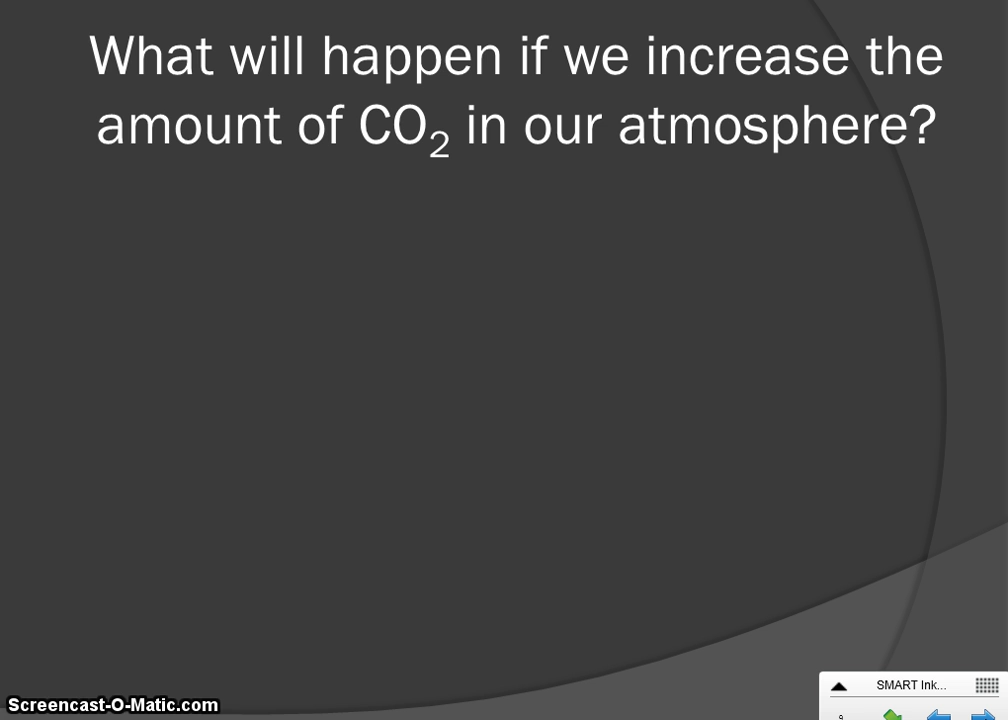 What will happen if we increase the
amount of CO₂ in our atmosphere?
SMART Ink...
Screencast-O-Matic.com